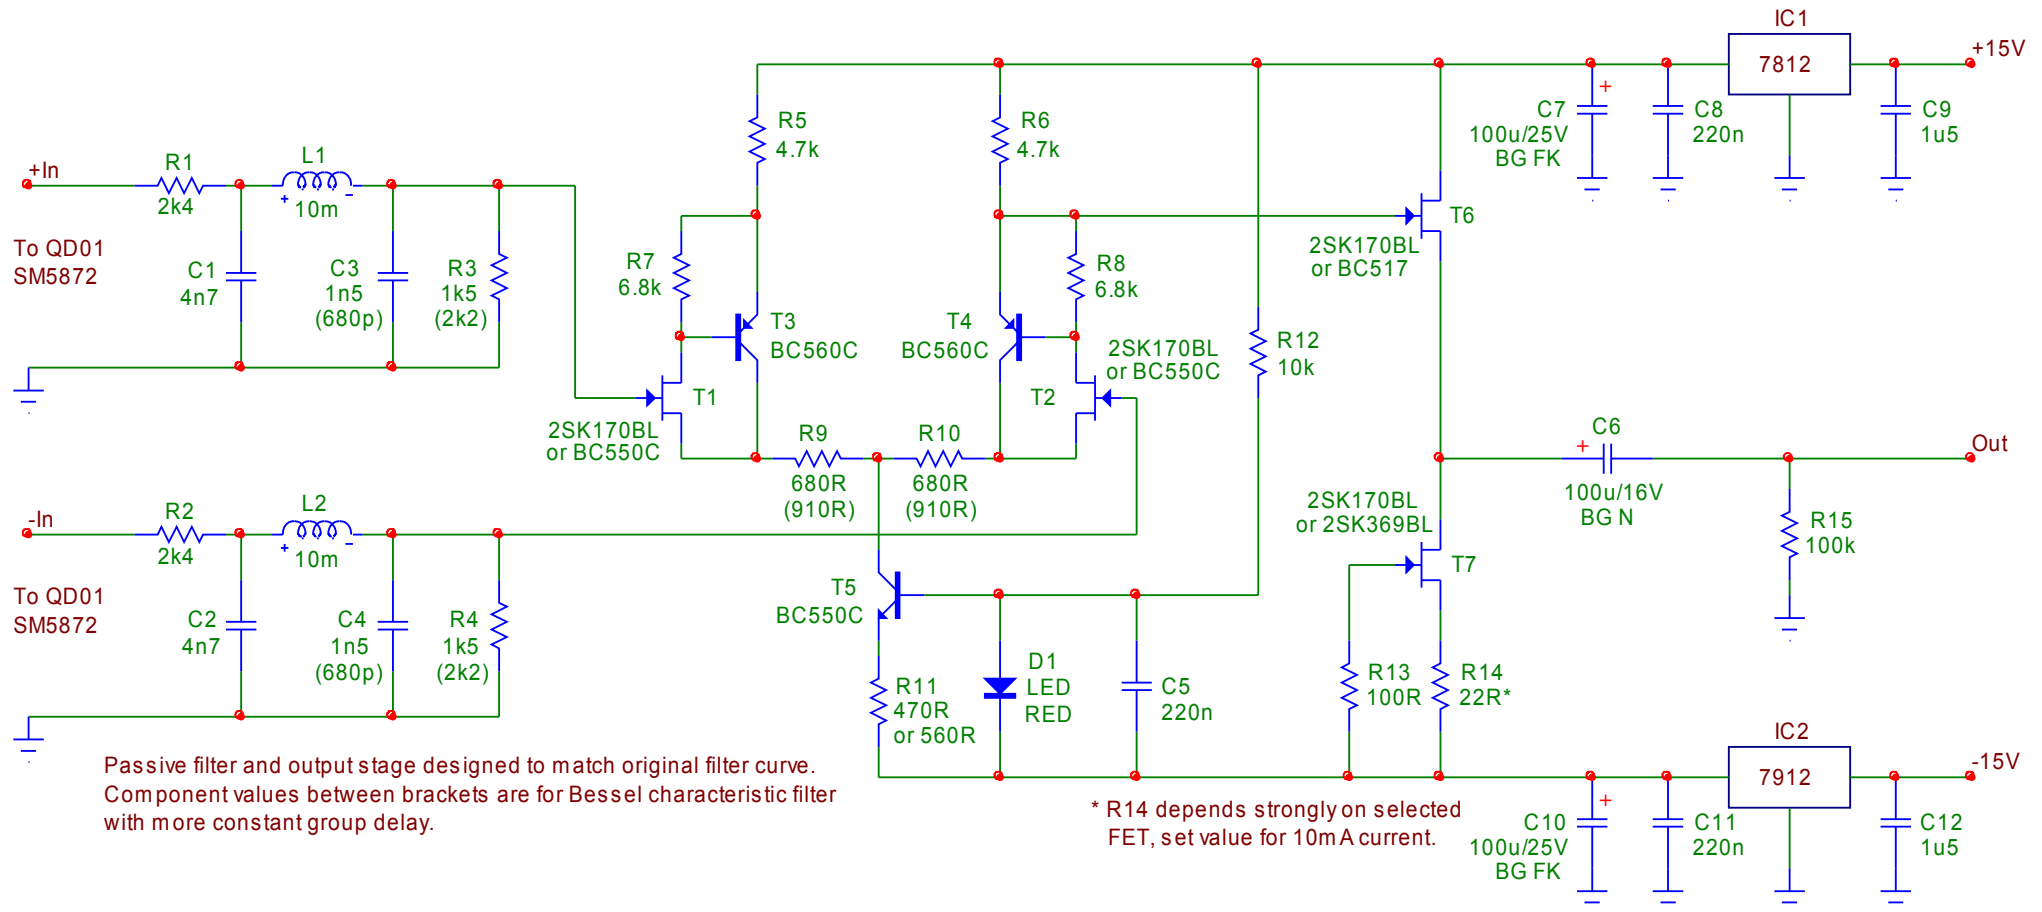 IC1
7812
+15V
C7
100u/25V
BG FK
+
C8
220n
C9
1u5
R5
4.7k
R6
4.7k
+In
R1
2k4
L1
+ -
10m
To QD01
SM5872
C1
4n7
C3
1n5
(680p)
R3
1k5
(2k2)
R7
6.8k
T3
BC560C
T4
BC560C
R8
6.8k
2SK170BL
or BC517
T6
R12
10k
2SK170BL
or BC550C
T1
2SK170BL
or BC550C
T2
R9
680R
(910R)
R10
680R
(910R)
C6
+
100u/16V
BG N
Out
R15
100k
-In
R2
2k4
L2
+ -
10m
To QD01
SM5872
C2
4n7
C4
1n5
(680p)
R4
1k5
(2k2)
T5
BC550C
2SK170BL
or 2SK369BL
T7
R11
470R
or 560R
D1
LED
RED
C5
220n
R13
100R
R14
22R*
IC2
7912
-15V
C10
100u/25V
BG FK
+
C11
220n
C12
1u5
Passive filter and output stage designed to match original filter curve.
Component values between brackets are for Bessel characteristic filter
with more constant group delay.
* R14 depends strongly on selected
FET, set value for 10mA current.